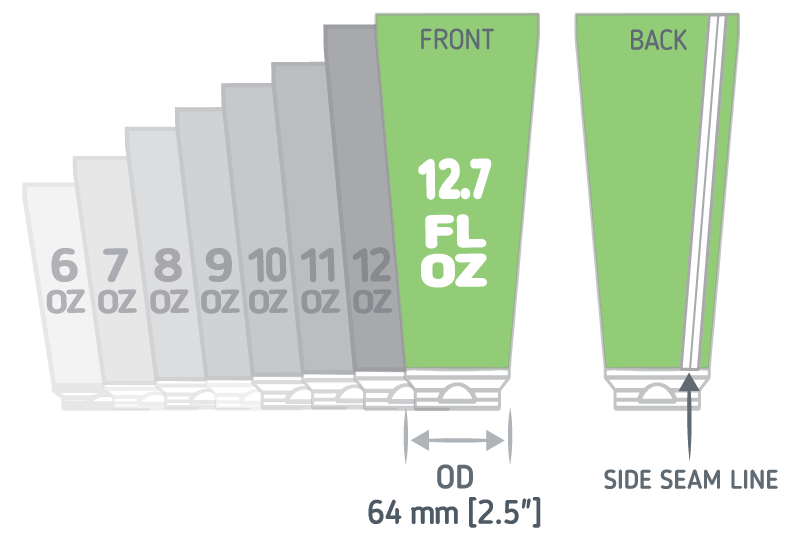 FRONT
BACK
12.7
FL
OZ
6
OZ
7
OZ
8
OZ
9
OZ
10
OZ
11
OZ
12
OZ
OD
64 mm [2.5"]
SIDE SEAM LINE